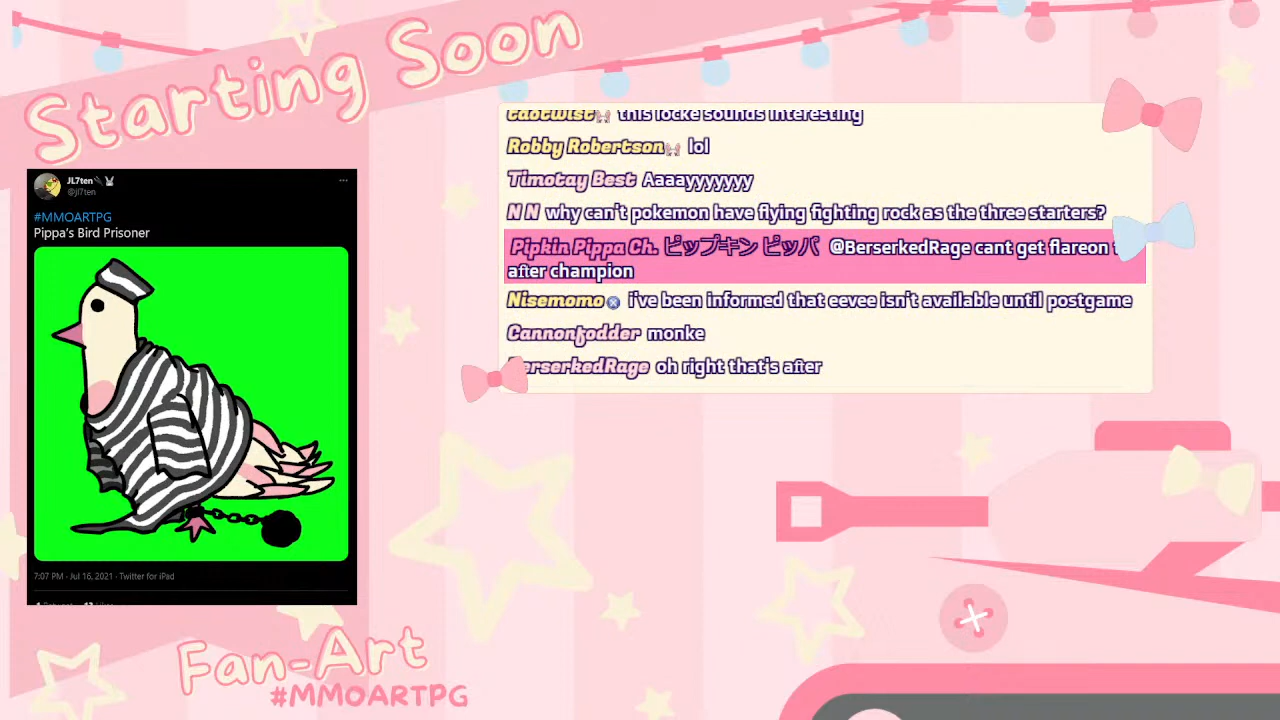 Starting Soon
JL7ten
@jl7ten
#MMOARTPG
Pippa's Bird Prisoner
7:07 PM · Jul 16, 2021 · Twitter for iPad
Fan-Art
#MMOARTPG
this locke sounds interesting
Robby Robertson lol
Timotay Best Aaaayyyyyyy
N N why can't pokemon have flying fighting rock as the three starters?
Pipkin Pippa Ch. ピップキン ピッパ @BerserkedRage cant get flareon
after champion
Nisemomo i've been informed that eevee isn't available until postgame
Cannonfodder monke
BerserkedRage oh right that's after